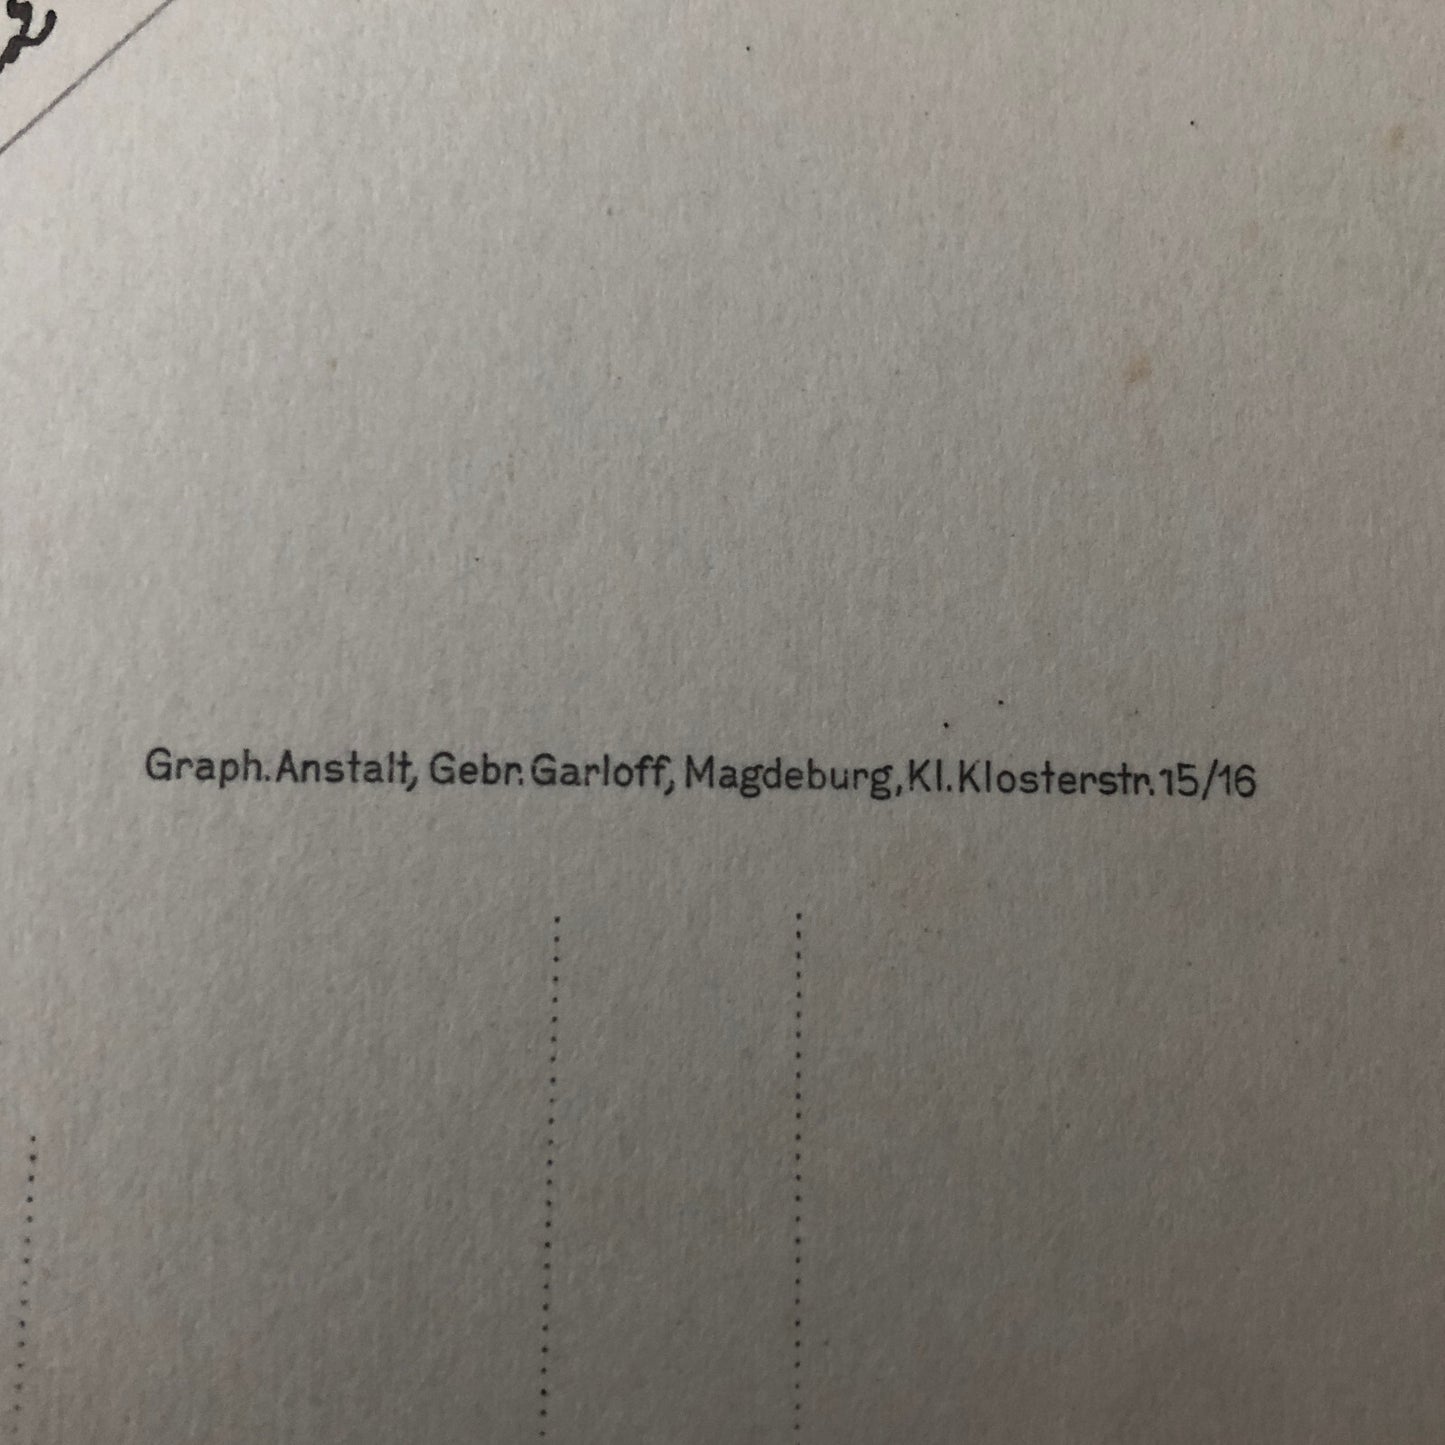 Graph. Anstalt, Gebr. Garloff, Magdeburg, Kl. Klosterstr. 15/16